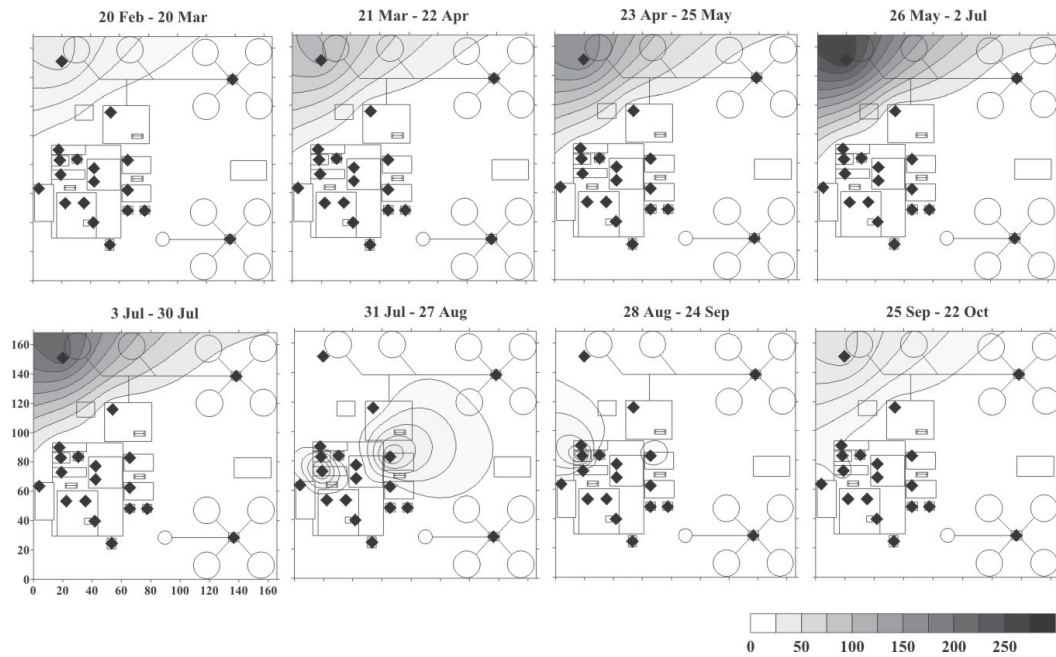 20 Feb - 20 Mar
21 Mar - 22 Apr
23 Apr - 25 May
26 May - 2 Jul
3 Jul - 30 Jul
31 Jul - 27 Aug
28 Aug - 24 Sep
25 Sep - 22 Oct
160
140
120
100
80
60
40
20
0
0 20 40 60 80 100 120 140 160
0 50 100 150 200 250